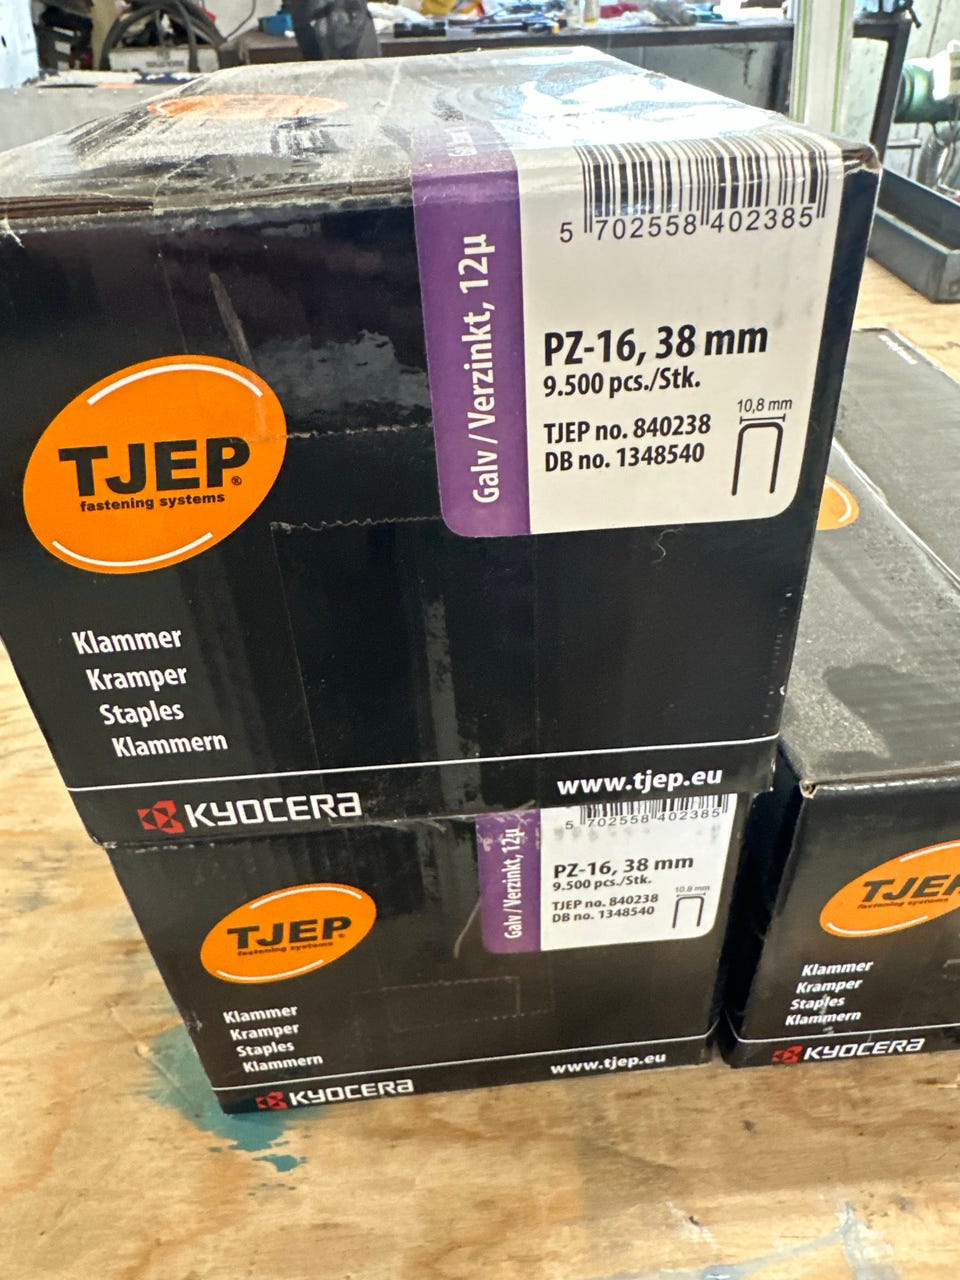 5 702558 402385
Galv / Verzinkt, 12µ
PZ-16, 38 mm
9.500 pcs./Stk.
10,8 mm
TJEP no. 840238
DB no. 1348540
TJEP®
fastening systems
Klammer
Kramper
Staples
Klammern
www.tjep.eu
KYOCERA
5 702558 402385
Galv / Verzinkt, 12µ
PZ-16, 38 mm
9.500 pcs./Stk.
10,8 mm
TJEP no. 840238
DB no. 1348540
TJEP®
fastening systems
Klammer
Kramper
Staples
Klammern
www.tjep.eu
KYOCERA
TJEP
fastening systems
Klammer
Kramper
Staples
Klammern
KYOCERA